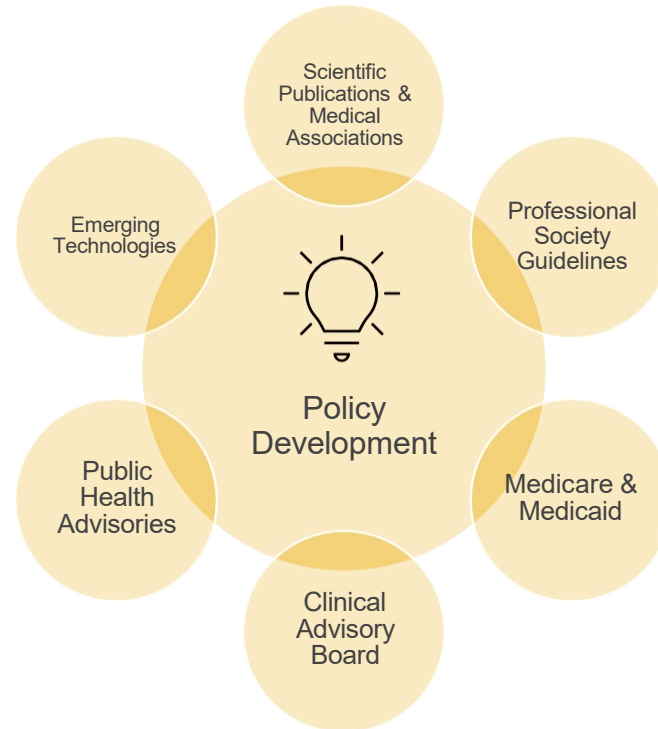 Scientific
Publications &
Medical
Associations
Emerging
Technologies
Professional
Society
Guidelines
Policy
Development
Public
Health
Advisories
Medicare &
Medicaid
Clinical
Advisory
Board